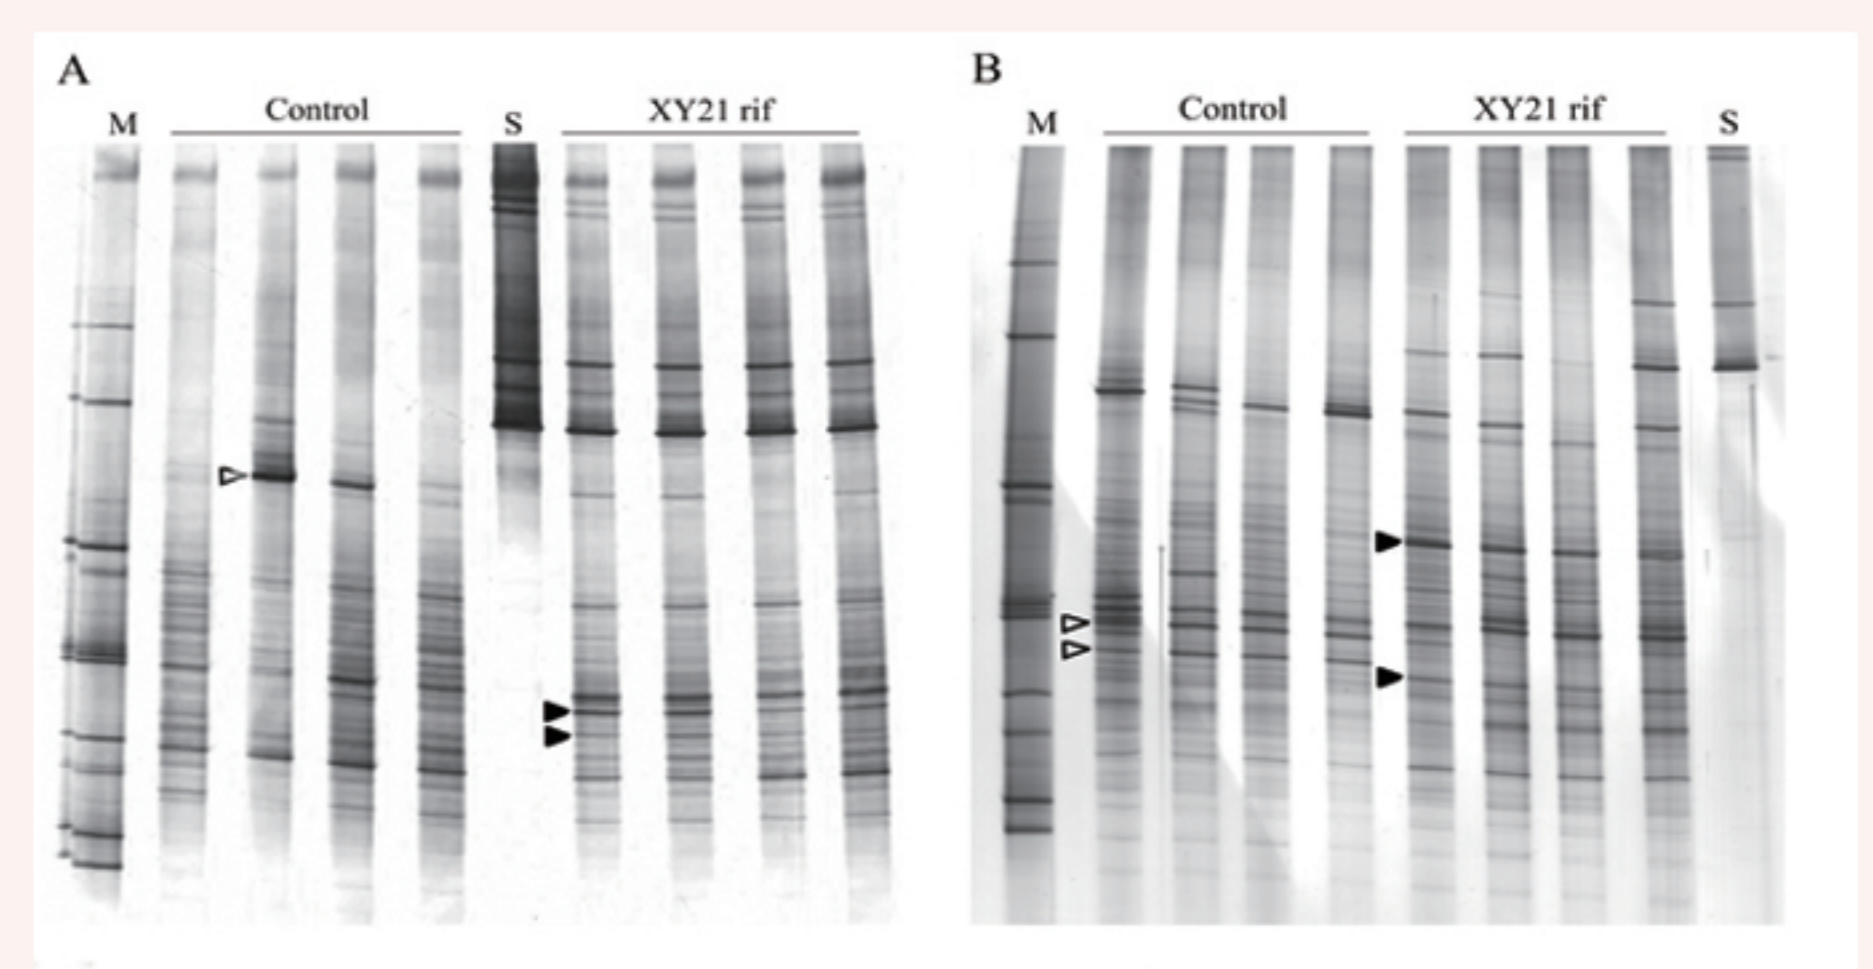 A
M Control S XY21 rif
B
M Control XY21 rif S